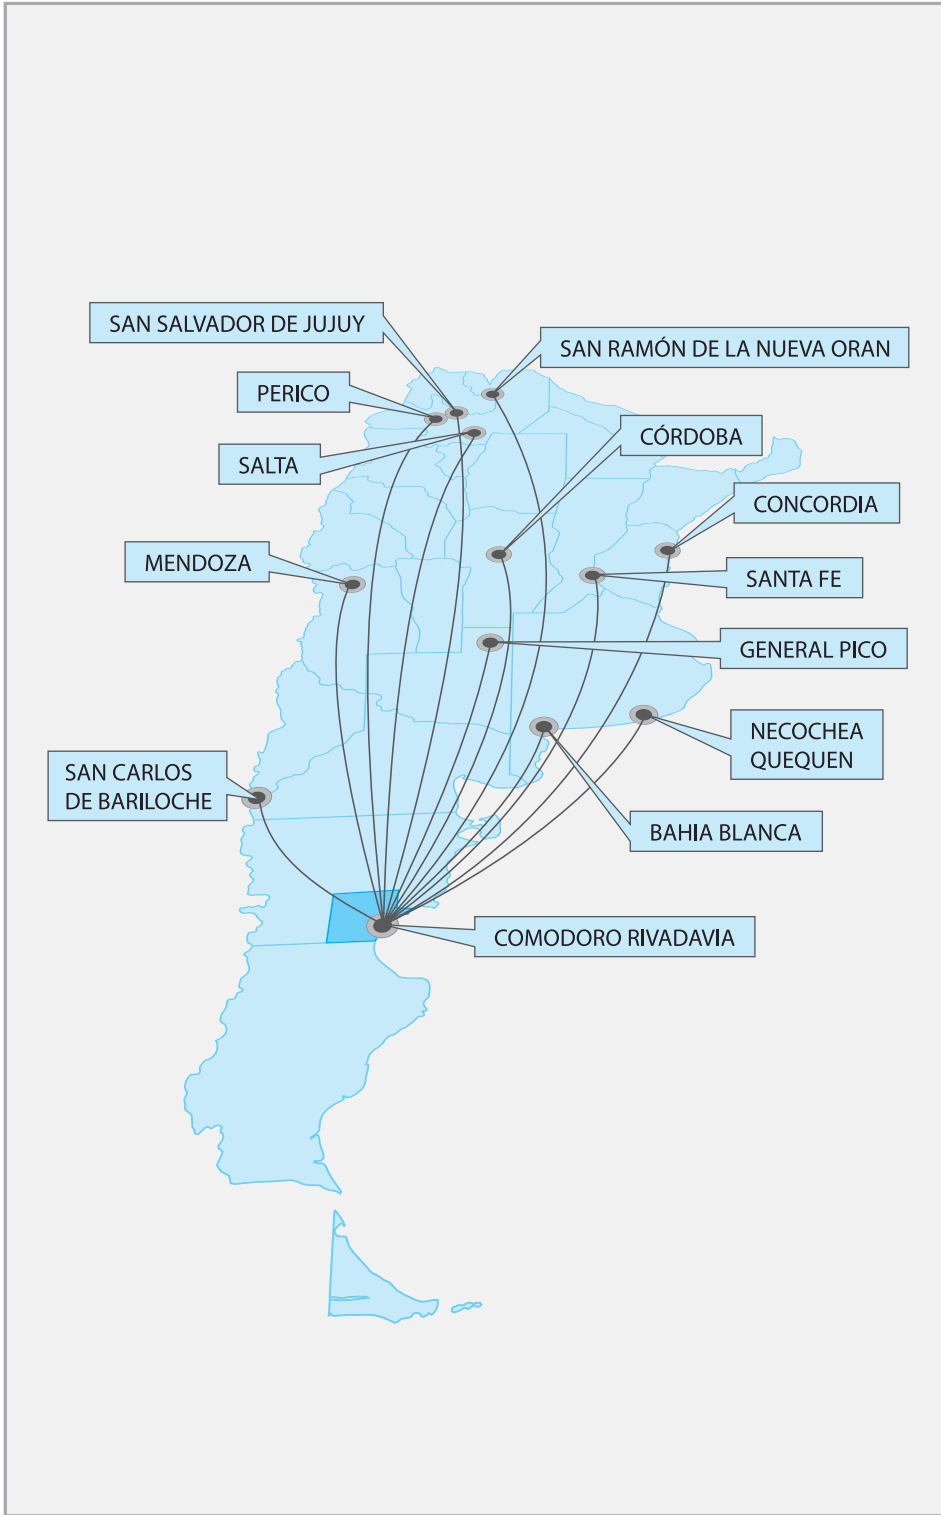 SAN SALVADOR DE JUJUY
SAN RAMÓN DE LA NUEVA ORAN
PERICO
CÓRDOBA
SALTA
CONCORDIA
MENDOZA
SANTA FE
GENERAL PICO
NECOCHEA
QUEQUEN
SAN CARLOS
DE BARILOCHE
BAHIA BLANCA
COMODORO RIVADAVIA